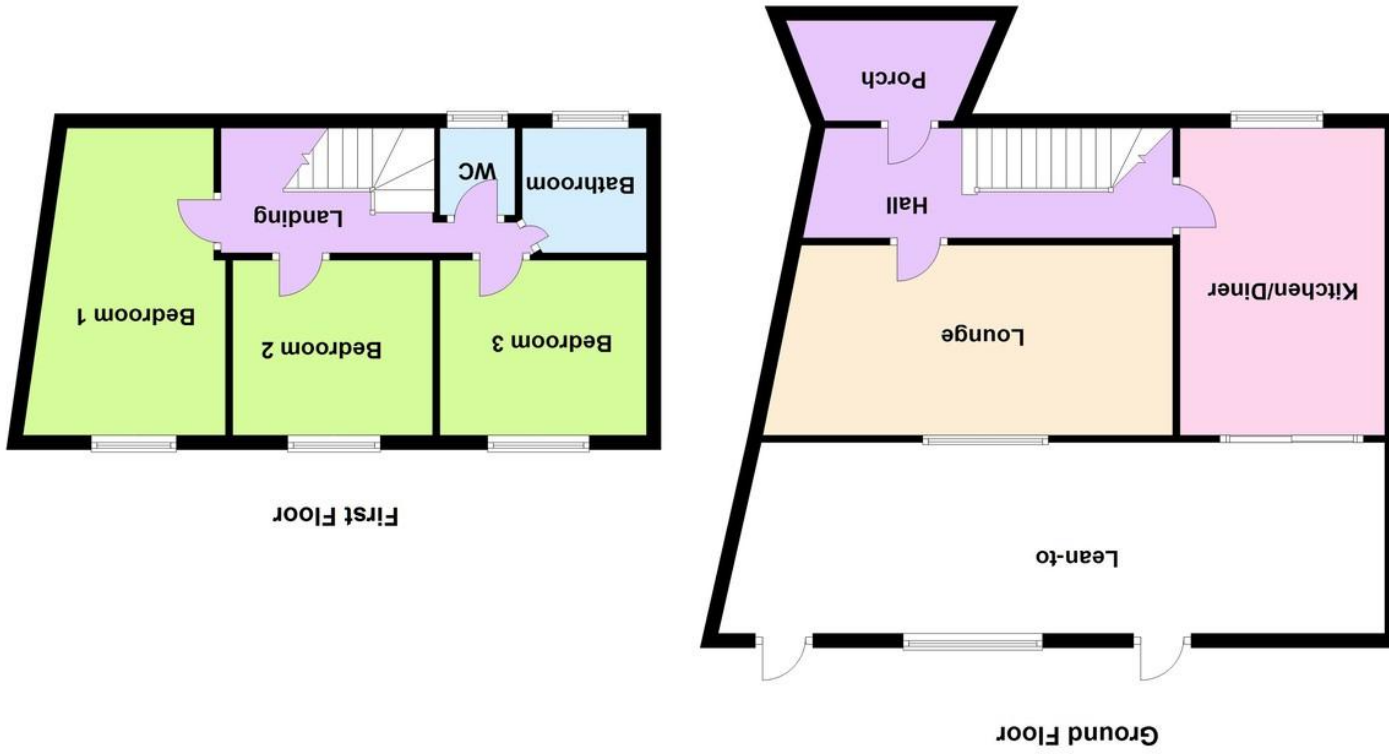 Ground Floor
Lean-to
Kitchen/Diner
Lounge
Hall
Porch
First Floor
Bedroom 3
Bedroom 2
Bedroom 1
Landing
Bathroom
WC